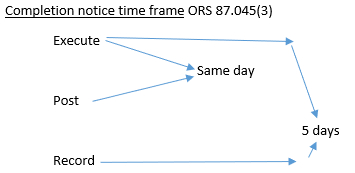 Completion notice time frame ORS 87.045(3)
Execute
Same day
Post
5 days
Record